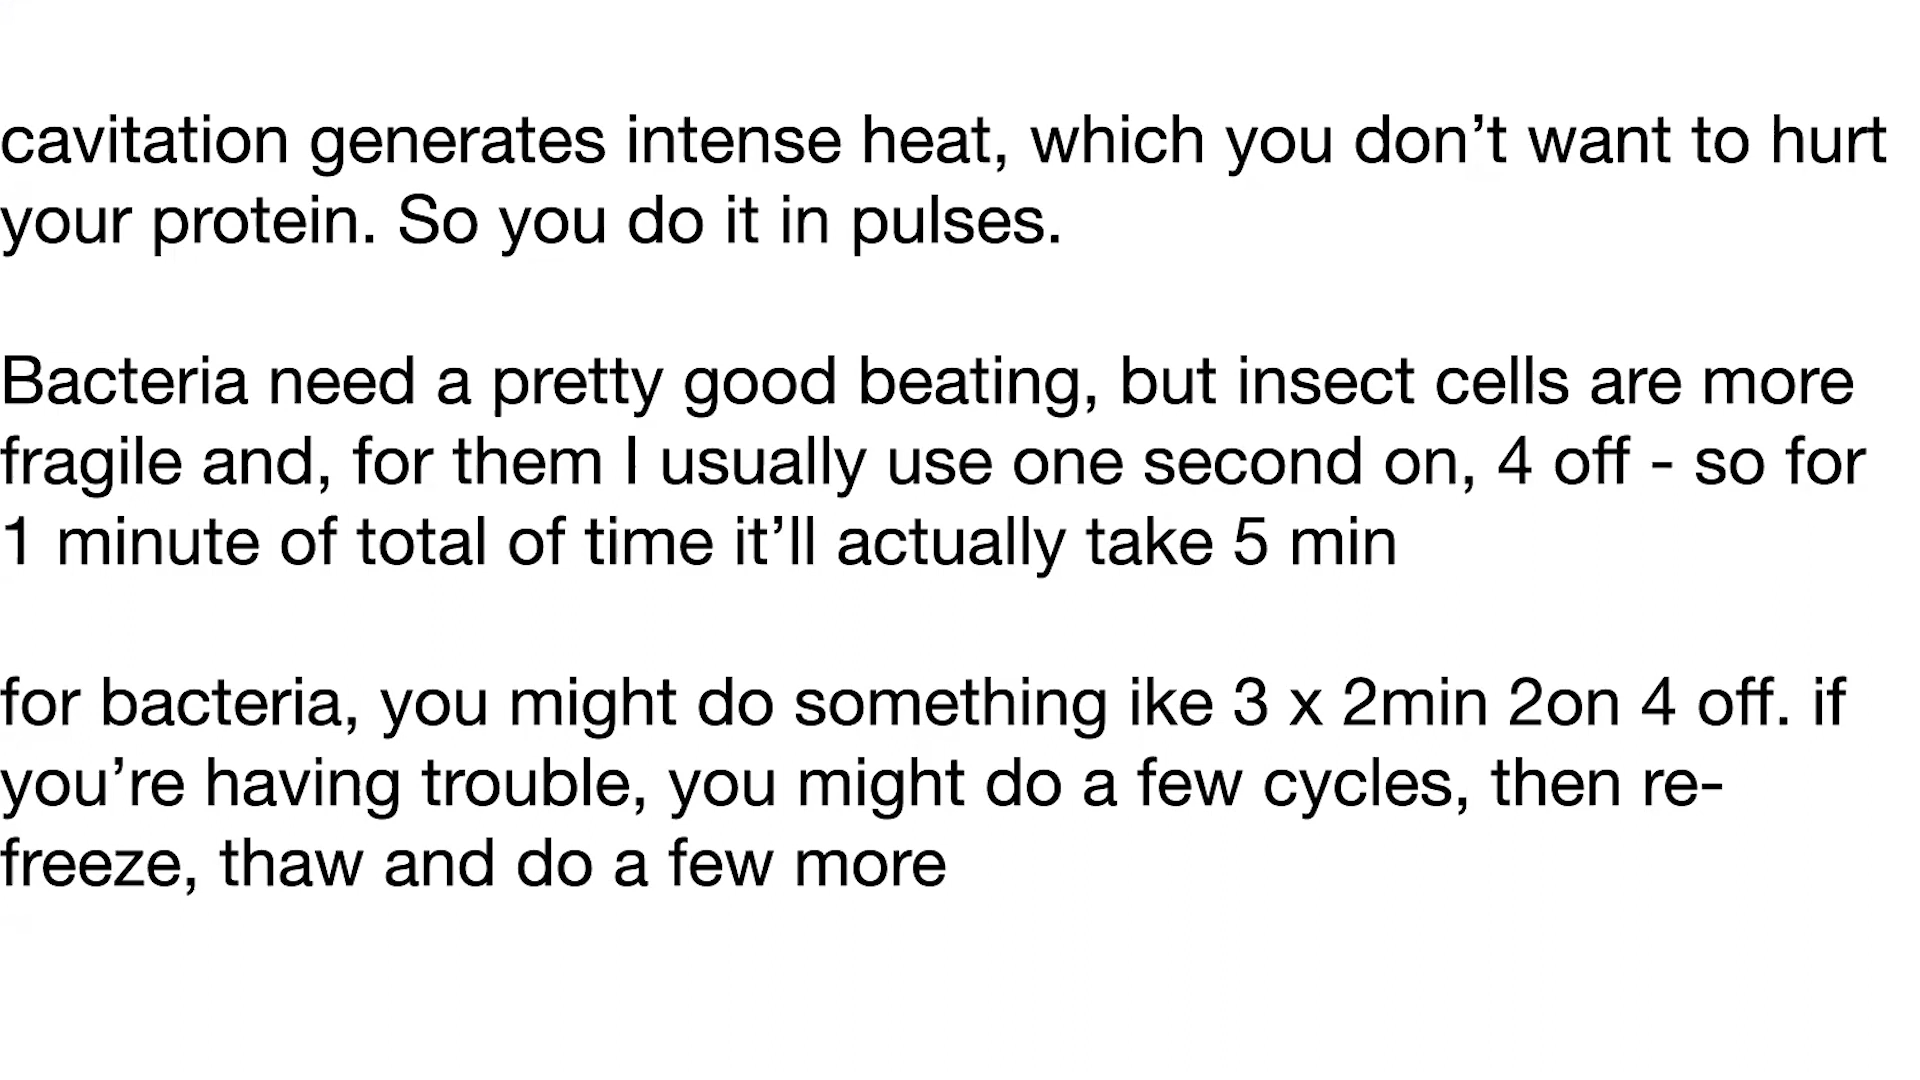 cavitation generates intense heat, which you don’t want to hurt
your protein. So you do it in pulses.
Bacteria need a pretty good beating, but insect cells are more
fragile and, for them I usually use one second on, 4 off - so for
1 minute of total of time it’ll actually take 5 min
for bacteria, you might do something ike 3 x 2min 2on 4 off. if
you’re having trouble, you might do a few cycles, then re-
freeze, thaw and do a few more